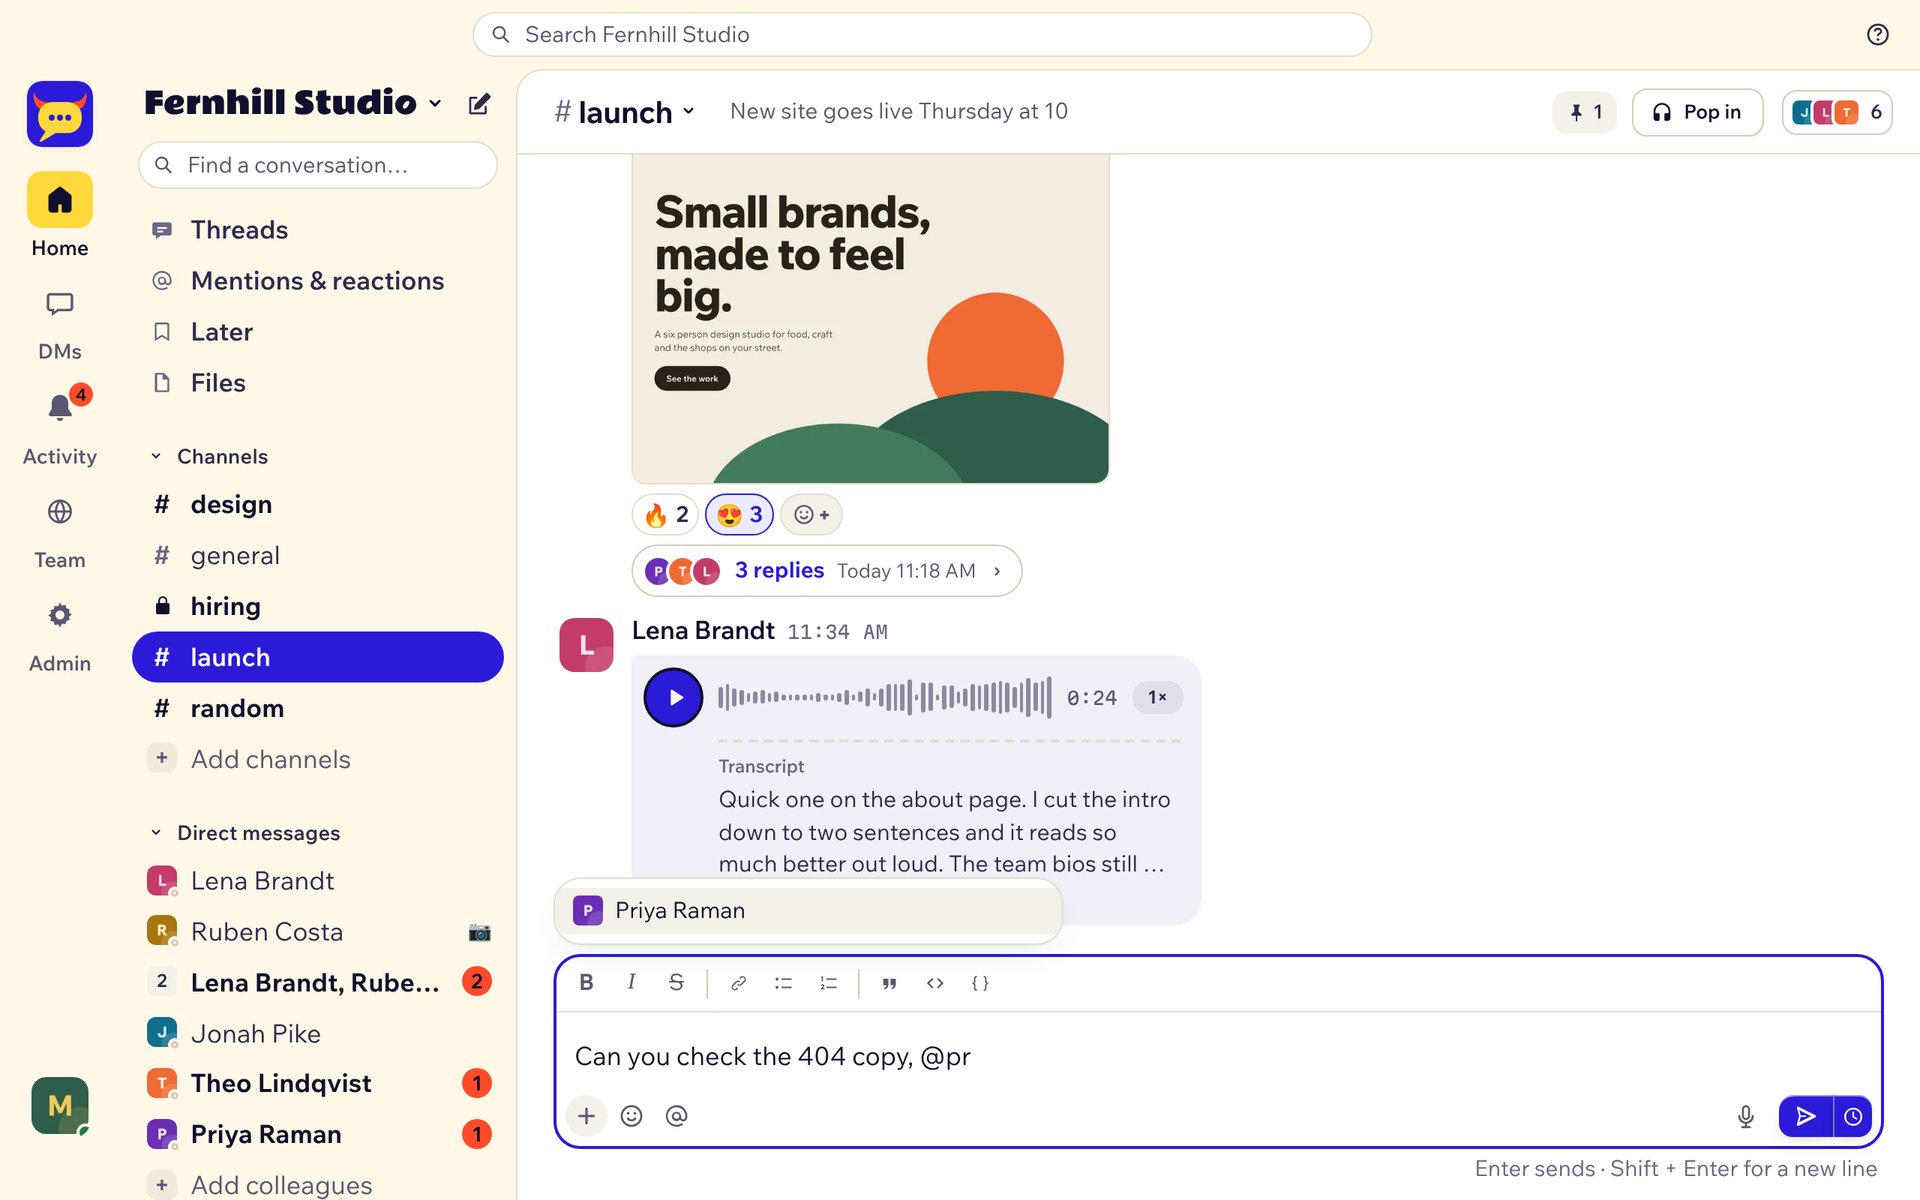 Search Fernhill Studio
Fernhill Studio
Find a conversation…
Home
DMs
4
Activity
Team
Admin
M
Threads
Mentions & reactions
Later
Files
Channels
# design
# general
hiring
# launch
# random
+ Add channels
Direct messages
L Lena Brandt
R Ruben Costa
2 Lena Brandt, Rube… 2
J Jonah Pike
T Theo Lindqvist 1
P Priya Raman 1
+ Add colleagues
# launch
New site goes live Thursday at 10
1
Pop in
J L T 6
Small brands,
made to feel
big.
A six person design studio for food, craft
and the shops on your street.
See the work
🔥 2 😍 3
P T L 3 replies Today 11:18 AM
L
Lena Brandt 11:34 AM
0:24 1×
Transcript
Quick one on the about page. I cut the intro
down to two sentences and it reads so
much better out loud. The team bios still …
P Priya Raman
B I S
Can you check the 404 copy, @pr
Enter sends · Shift + Enter for a new line